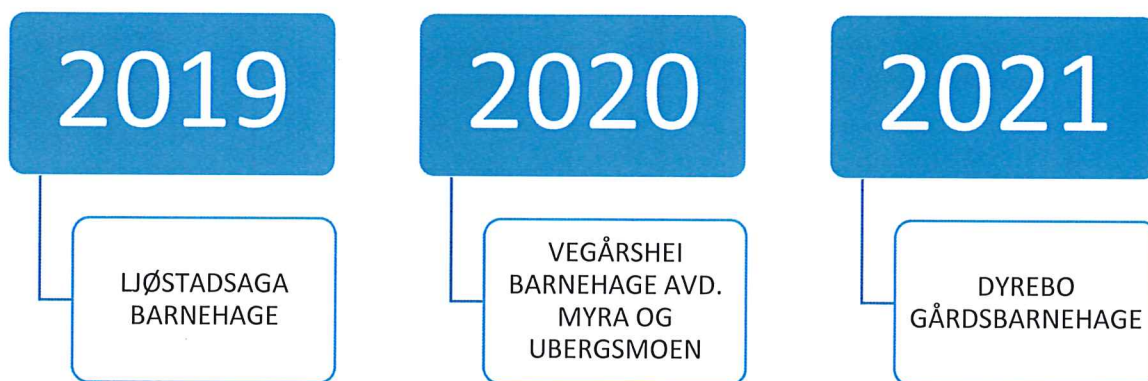 2019
LJØSTADSAGA
BARNEHAGE
2020
VEGÅRSHEI
BARNEHAGE AVD.
MYRA OG
UBERGSMOEN
2021
DYREBO
GÅRDSBARNEHAGE